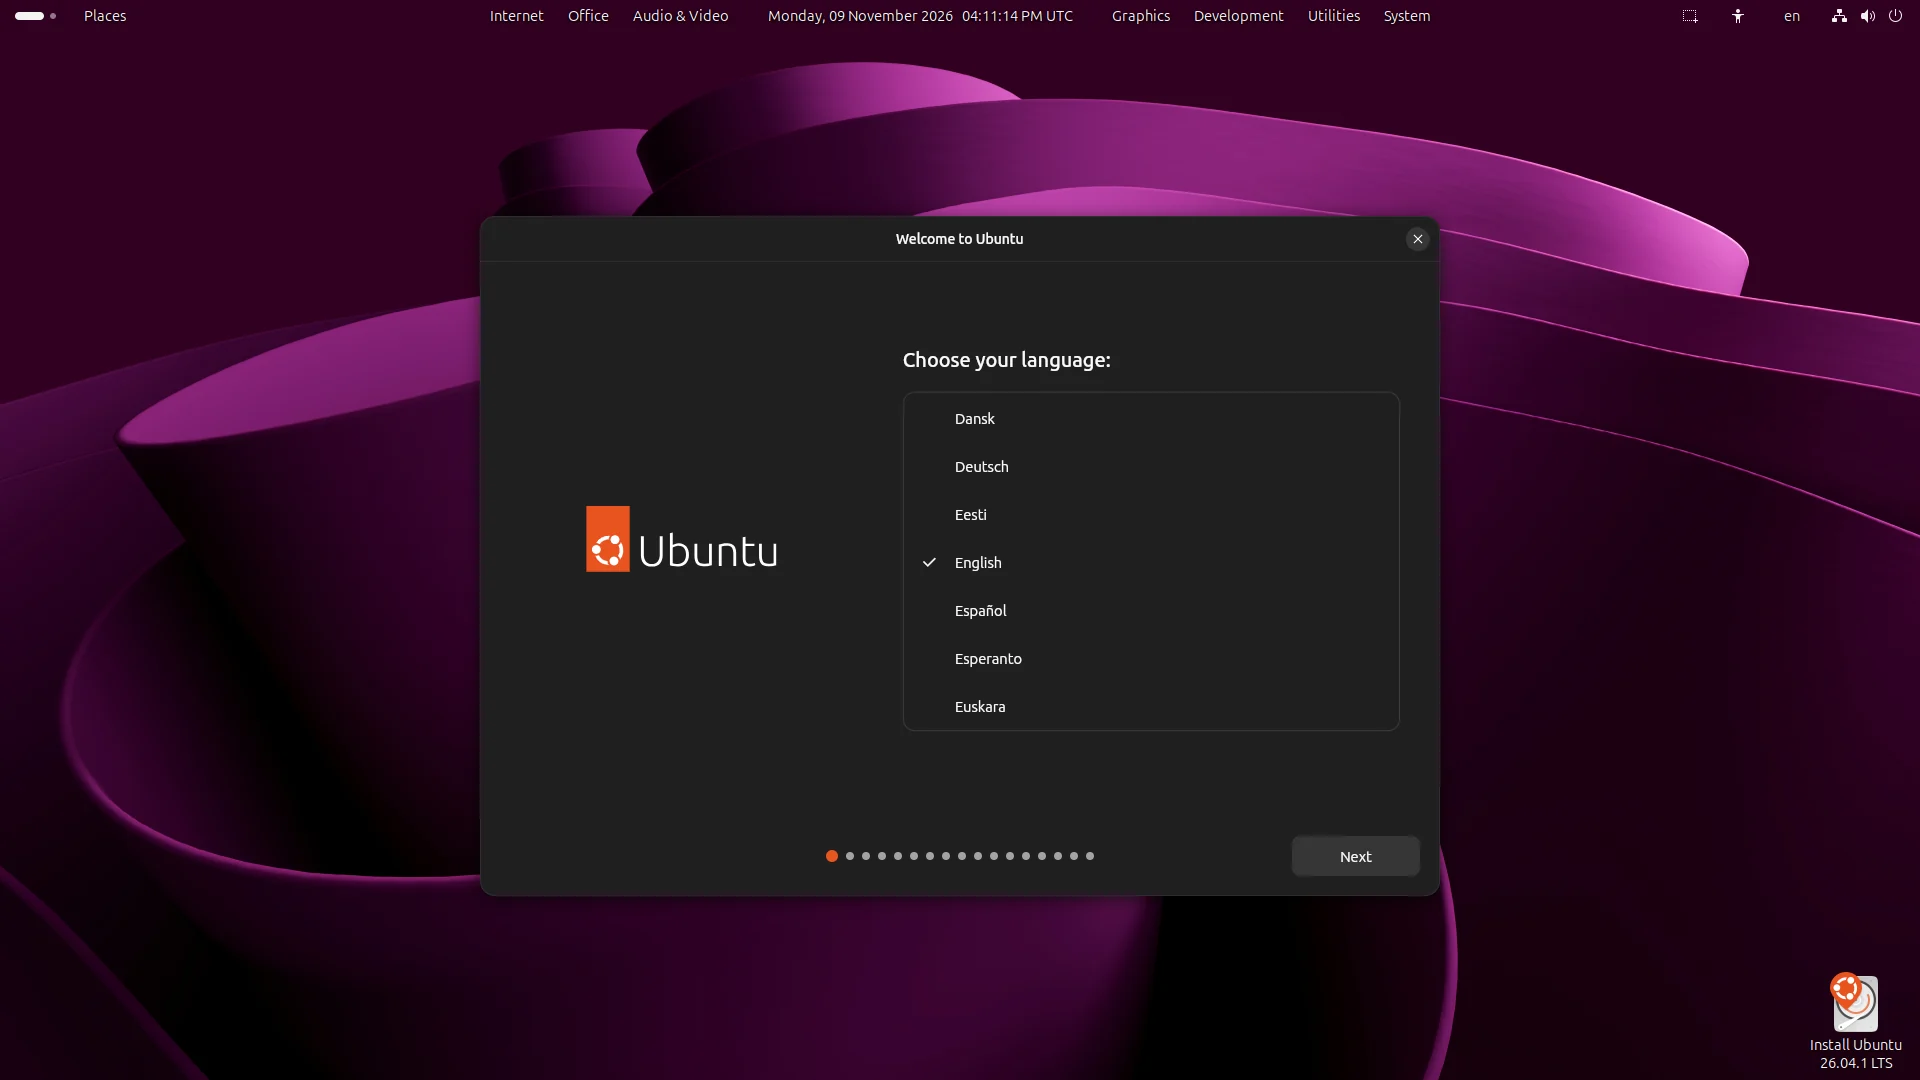 Places
Internet Office Audio & Video Monday, 09 November 2026 04:11:14 PM UTC Graphics Development Utilities System
en
Welcome to Ubuntu
Choose your language:
Dansk
Deutsch
Eesti
English
Español
Esperanto
Euskara
Ubuntu
Next
Install Ubuntu
26.04.1 LTS